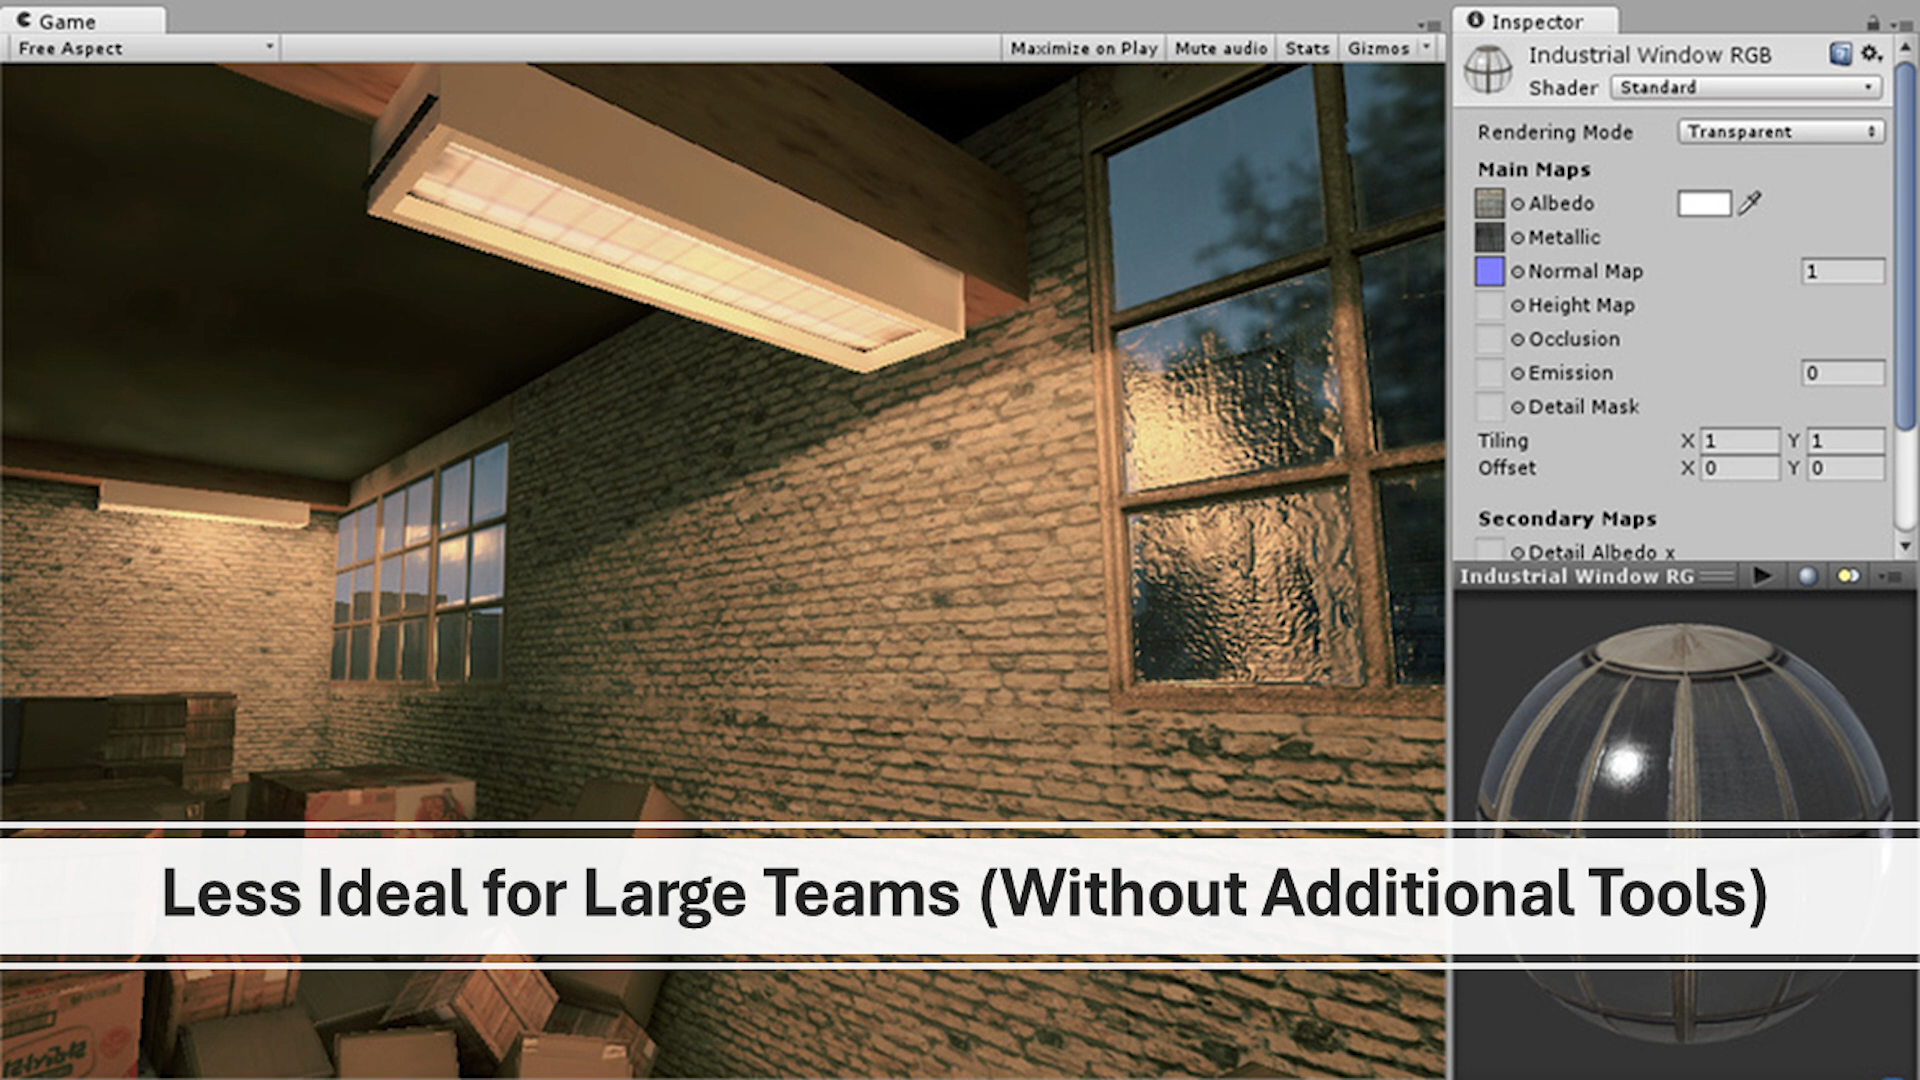 Game
Free Aspect
Maximize on Play Mute audio Stats Gizmos
Inspector
Industrial Window RGB
Shader Standard
Rendering Mode Transparent
Main Maps
Albedo
Metallic
Normal Map 1
Height Map
Occlusion
Emission 0
Detail Mask
Tiling X 1 Y 1
Offset X 0 Y 0
Secondary Maps
Detail Albedo x
Industrial Window RG
Less Ideal for Large Teams (Without Additional Tools)